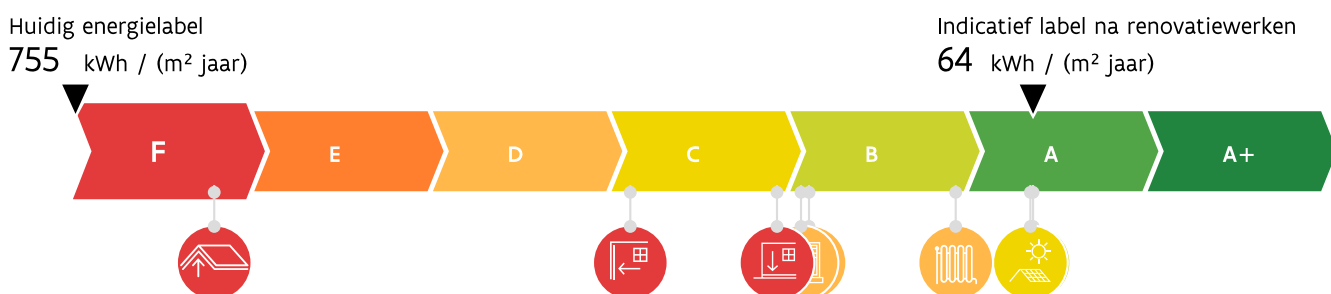 Huidig energielabel
755 kWh / (m² jaar)
Indicatief label na renovatiewerken
64 kWh / (m² jaar)
F E D C B A A+